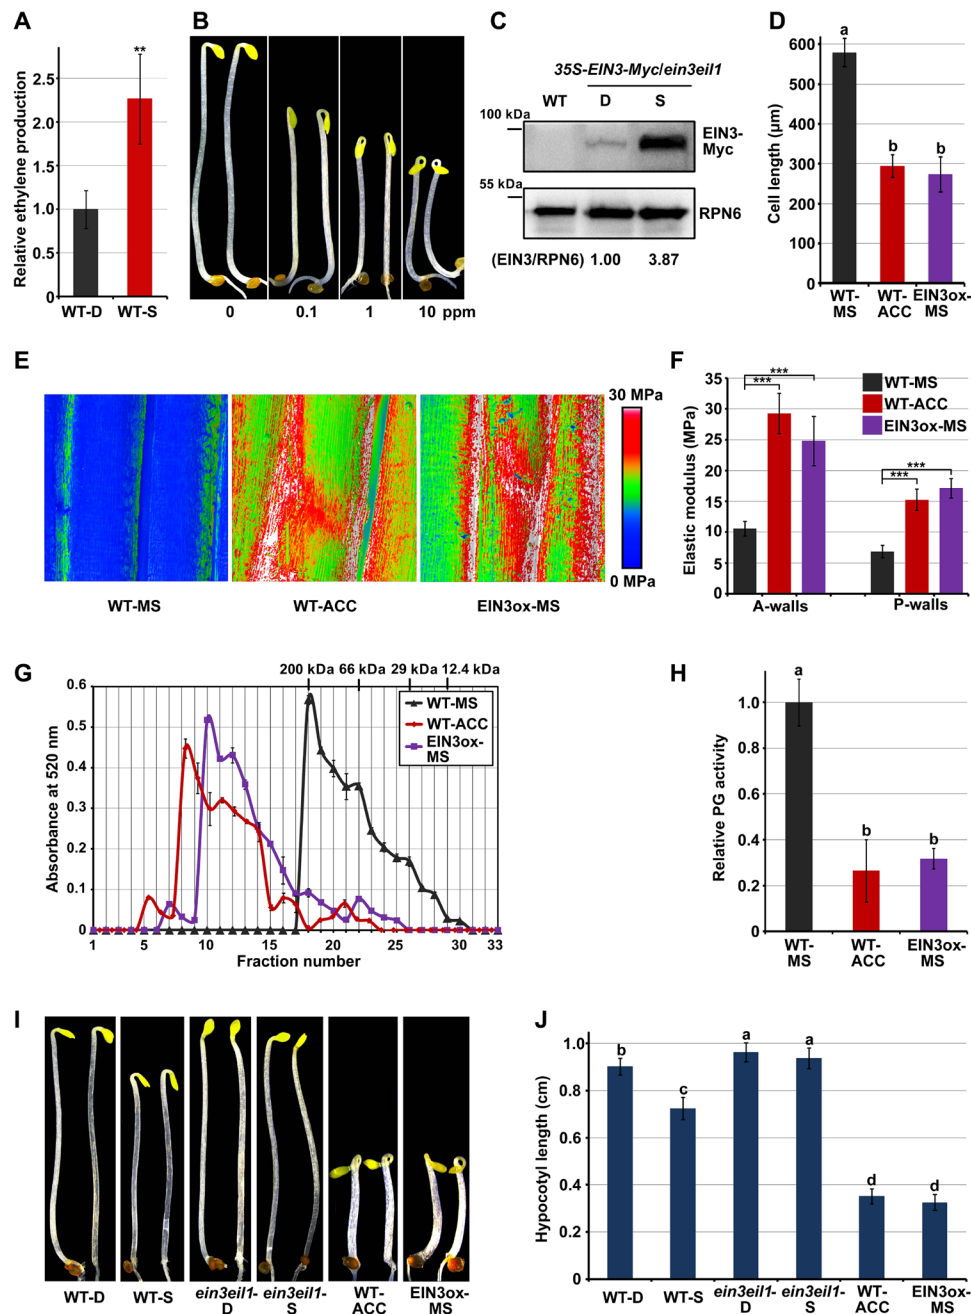 A
Relative ethylene production
2.5
2.0
1.5
1.0
0.5
0.0
**
WT-D
WT-S
B
0
0.1
1
10 ppm
C
35S-EIN3-Myc/ein3eil1
WT
D
S
100 kDa
EIN3-
Myc
55 kDa
RPN6
(EIN3/RPN6)
1.00
3.87
D
Cell length (µm)
600
500
400
300
200
100
0
a
b
b
WT-
MS
WT-
ACC
EIN3ox-
MS
E
30 MPa
0 MPa
WT-MS
WT-ACC
EIN3ox-MS
F
Elastic modulus (MPa)
35
30
25
20
15
10
5
0
***
***
***
***
WT-MS
WT-ACC
EIN3ox-MS
A-walls
P-walls
G
200 kDa
66 kDa
29 kDa
12.4 kDa
Absorbance at 520 nm
0.6
0.5
0.4
0.3
0.2
0.1
0
WT-MS
WT-ACC
EIN3ox-
MS
1
5
10
15
20
25
30
33
Fraction number
H
Relative PG activity
1.0
0.8
0.6
0.4
0.2
0
a
b
b
WT-
MS
WT-
ACC
EIN3ox-
MS
I
WT-D
WT-S
ein3eil1-
D
ein3eil1-
S
WT-
ACC
EIN3ox-
MS
J
Hypocotyl length (cm)
1.0
0.8
0.6
0.4
0.2
0
b
c
a
a
d
d
WT-D
WT-S
ein3eil1-
D
ein3eil1-
S
WT-
ACC
EIN3ox-
MS